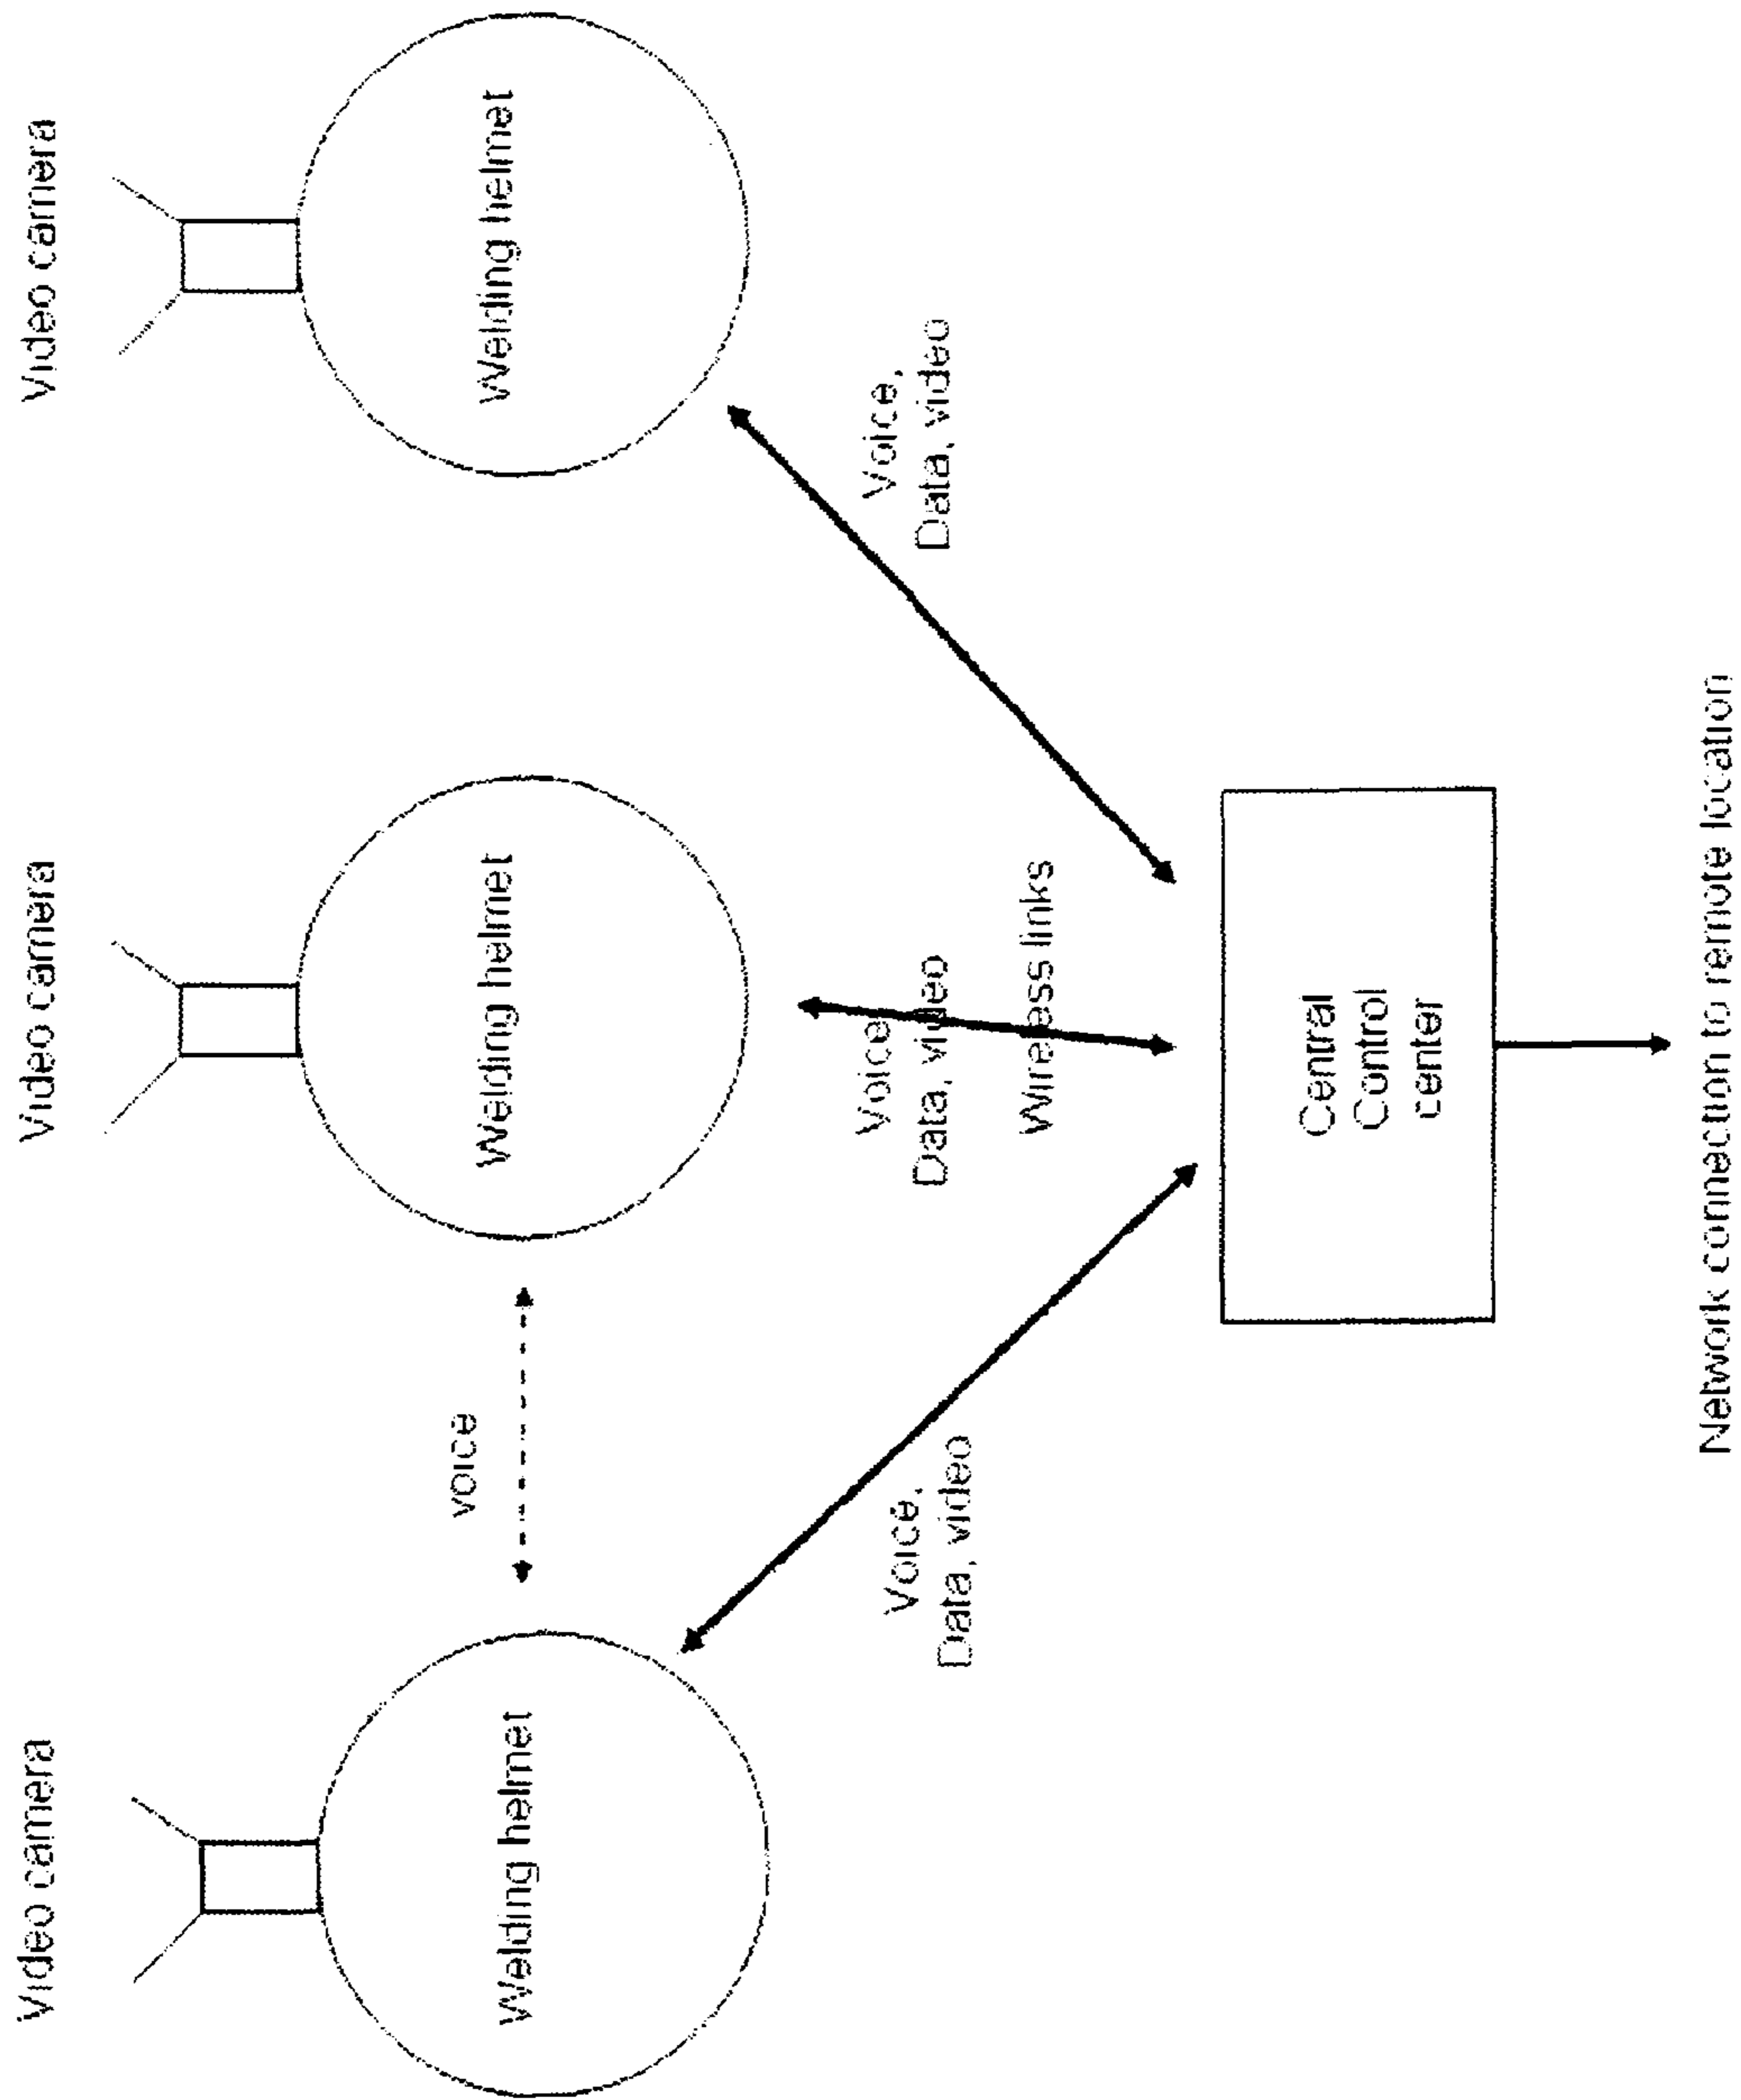 Video camera
Video camera
Video camera
Welding helmet
Welding helmet
Welding helmet
voice
Voice,
Data, video
Voice,
Data, video
Voice,
Data, video
Wireless links
Central
Control
center
Network connection to remote location